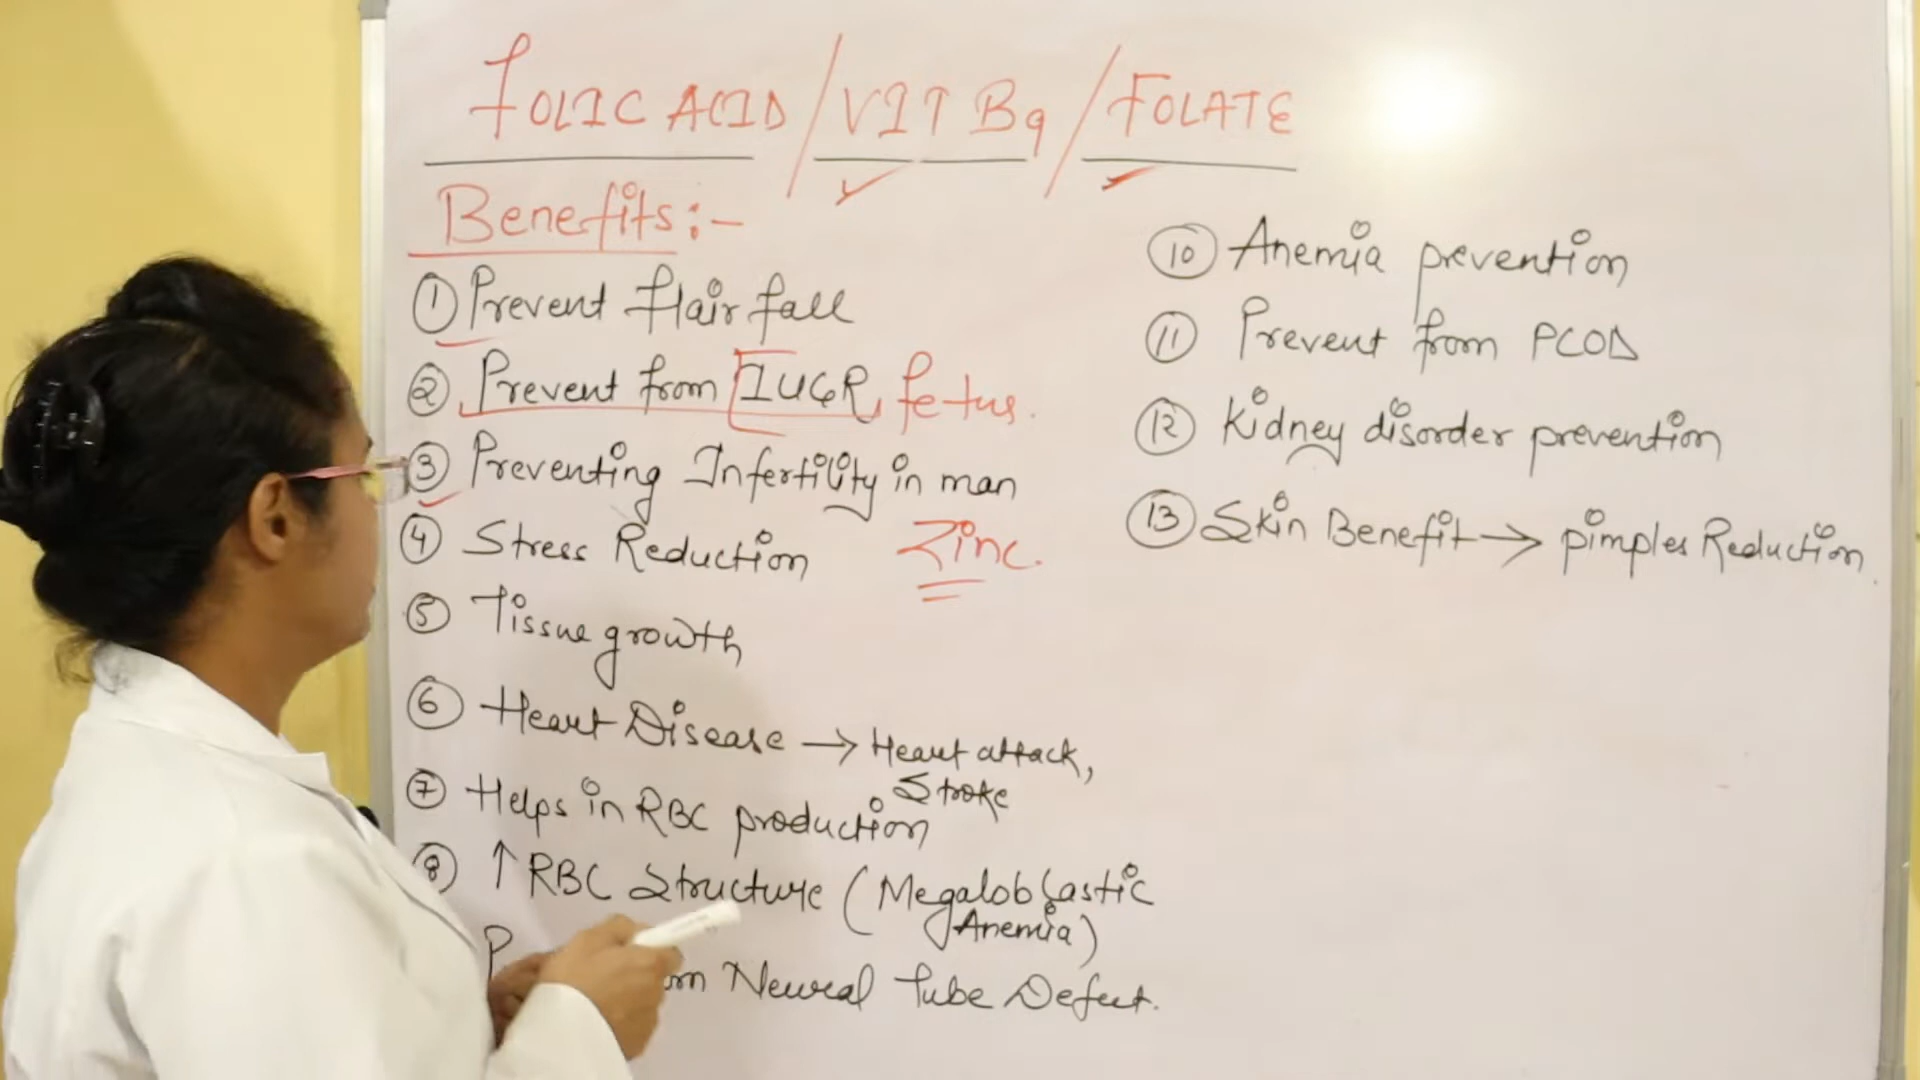 FOLIC ACID / VIT B9 / FOLATE
Benefits:-
① Prevent Hair fall
② Prevent from IUGR fetus.
③ Preventing Infertility in man
④ Stress Reduction Zinc.
⑤ Tissue growth
⑥ Heart Disease → Heart attack,
Stroke
⑦ Helps in RBC production
⑧ ↑ RBC Structure (Megaloblastic
Anemia)
Neural Tube Defect.
⑩ Anemia prevention
⑪ Prevent from PCOD
⑫ Kidney disorder prevention
⑬ Skin Benefit → pimples Reduction.